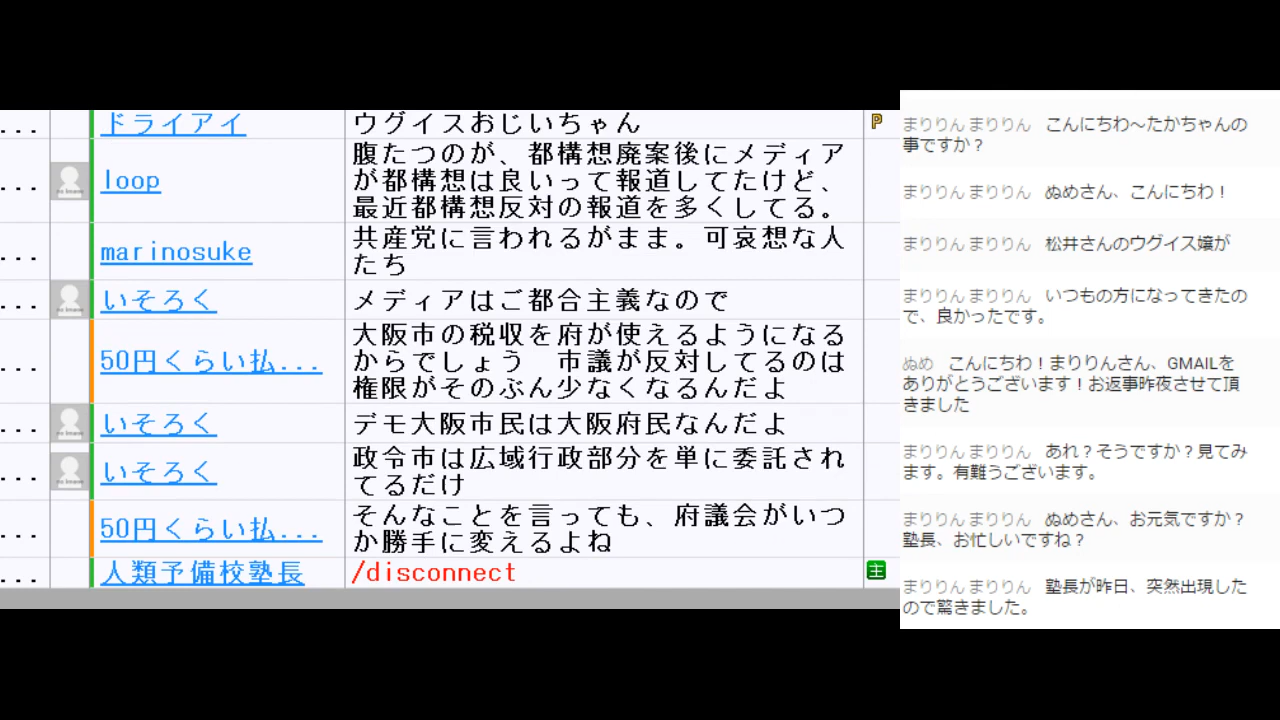 ... ドライアイ ウグイスおじいちゃん P
... loop 腹たつのが、都構想廃案後にメディア
が都構想は良いって報道してたけど、
最近都構想反対の報道を多くしてる。
... marinosuke 共産党に言われるがまま。可哀想な人
たち
... いそろく メディアはご都合主義なので
... 50円くらい払... 大阪市の税収を府が使えるようになる
からでしょう　市議が反対してるのは
権限がそのぶん少なくなるんだよ
... いそろく デモ大阪市民は大阪府民なんだよ
... いそろく 政令市は広域行政部分を単に委託され
てるだけ
... 50円くらい払... そんなことを言っても、府議会がいつ
か勝手に変えるよね
... 人類予備校塾長 /disconnect 主
まりりんまりりん こんにちわ～たかちゃんの
事ですか？
まりりんまりりん ぬめさん、こんにちわ！
まりりんまりりん 松井さんのウグイス嬢が
まりりんまりりん いつもの方になってきたの
で、良かったです。
ぬめ こんにちわ！まりりんさん、GMAILを
ありがとうございます！お返事昨夜させて頂
きました
まりりんまりりん あれ？そうですか？見てみ
ます。有難うございます。
まりりんまりりん ぬめさん、お元気ですか？
塾長、お忙しいですね？
まりりんまりりん 塾長が昨日、突然出現した
ので驚きました。